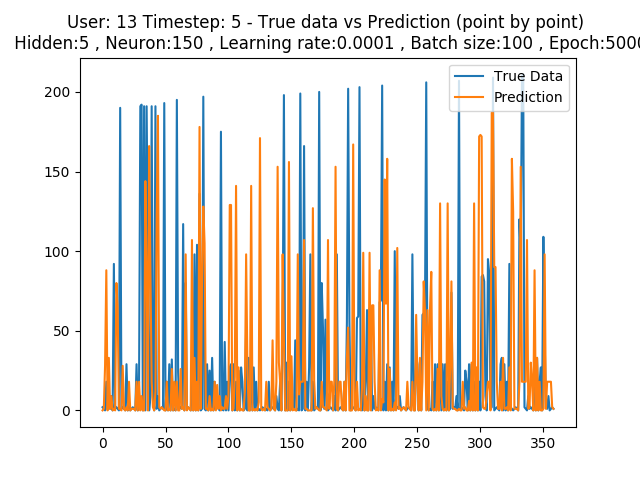 User: 13 Timestep: 5 - True data vs Prediction (point by point)
Hidden:5 , Neuron:150 , Learning rate:0.0001 , Batch size:100 , Epoch:5000
True Data
Prediction
200
150
100
50
0
0 50 100 150 200 250 300 350